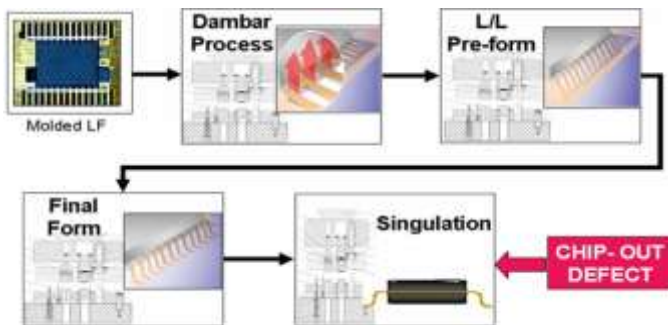 Dambar
Process
L/L
Pre-form
Molded LF
Final
Form
Singulation
CHIP- OUT
DEFECT